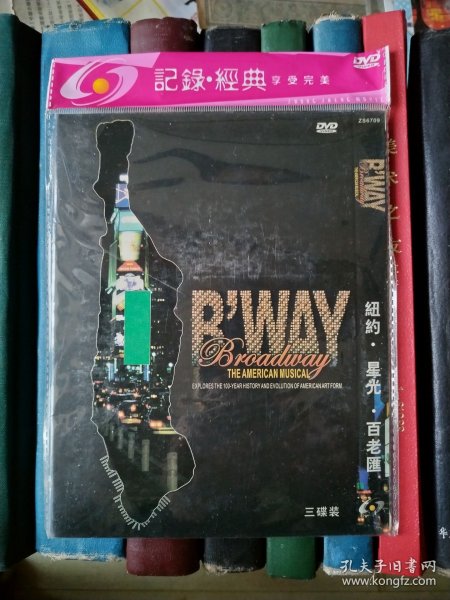 記錄·經典 享受完美
DVD
DVD
ZS6709
B'WAY
Broadway
THE AMERICAN MUSICAL
EXPLORES THE 100-YEAR HISTORY AND EVOLUTION OF AMERICAN ART FORM
三碟装
B'WAY
紐約·星光·百老匯
孔夫子旧书网
www.kongfz.com